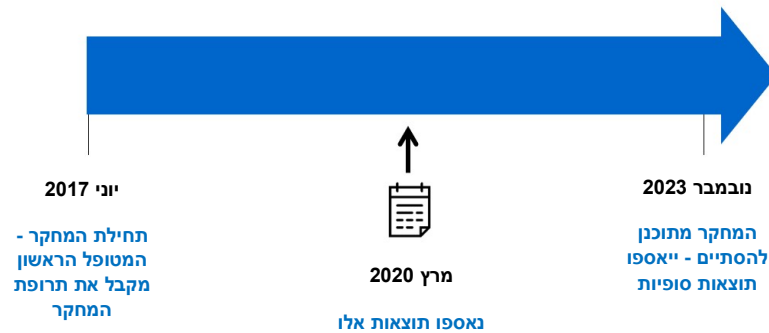 יוני 2017
תחילת המחקר -
המטופל הראשון
מקבל את תרופת
המחקר
מרץ 2020
נאספו תוצאות אלו
נובמבר 2023
המחקר מתוכנן
להסתיים - ייאספו
תוצאות סופיות